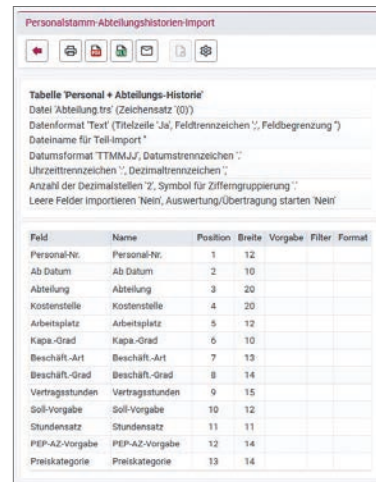 Personalstamm-Abteilungshistorien-Import
Tabelle 'Personal + Abteilungs-Historie'
Datei 'Abteilung.trs' (Zeichensatz '(0)')
Datenformat 'Text' (Titelzeile 'Ja', Feldtrennzeichen ';', Feldbegrenzung '')
Dateiname für Teil-Import ''
Datumsformat 'TTMMJJ', Datumstrennzeichen '.'
Uhrzeittrennzeichen ':', Dezimaltrennzeichen ','
Anzahl der Dezimalstellen '2', Symbol für Zifferngruppierung '.'
Leere Felder importieren 'Nein', Auswertung/Übertragung starten 'Nein'
Feld Name Position Breite Vorgabe Filter Format
Personal-Nr. Personal-Nr. 1 12
Ab Datum Ab Datum 2 10
Abteilung Abteilung 3 20
Kostenstelle Kostenstelle 4 20
Arbeitsplatz Arbeitsplatz 5 12
Kapa.-Grad Kapa.-Grad 6 10
Beschäft.-Art Beschäft.-Art 7 13
Beschäft.-Grad Beschäft.-Grad 8 14
Vertragsstunden Vertragsstunden 9 15
Soll-Vorgabe Soll-Vorgabe 10 12
Stundensatz Stundensatz 11 11
PEP-AZ-Vorgabe PEP-AZ-Vorgabe 12 14
Preiskategorie Preiskategorie 13 14